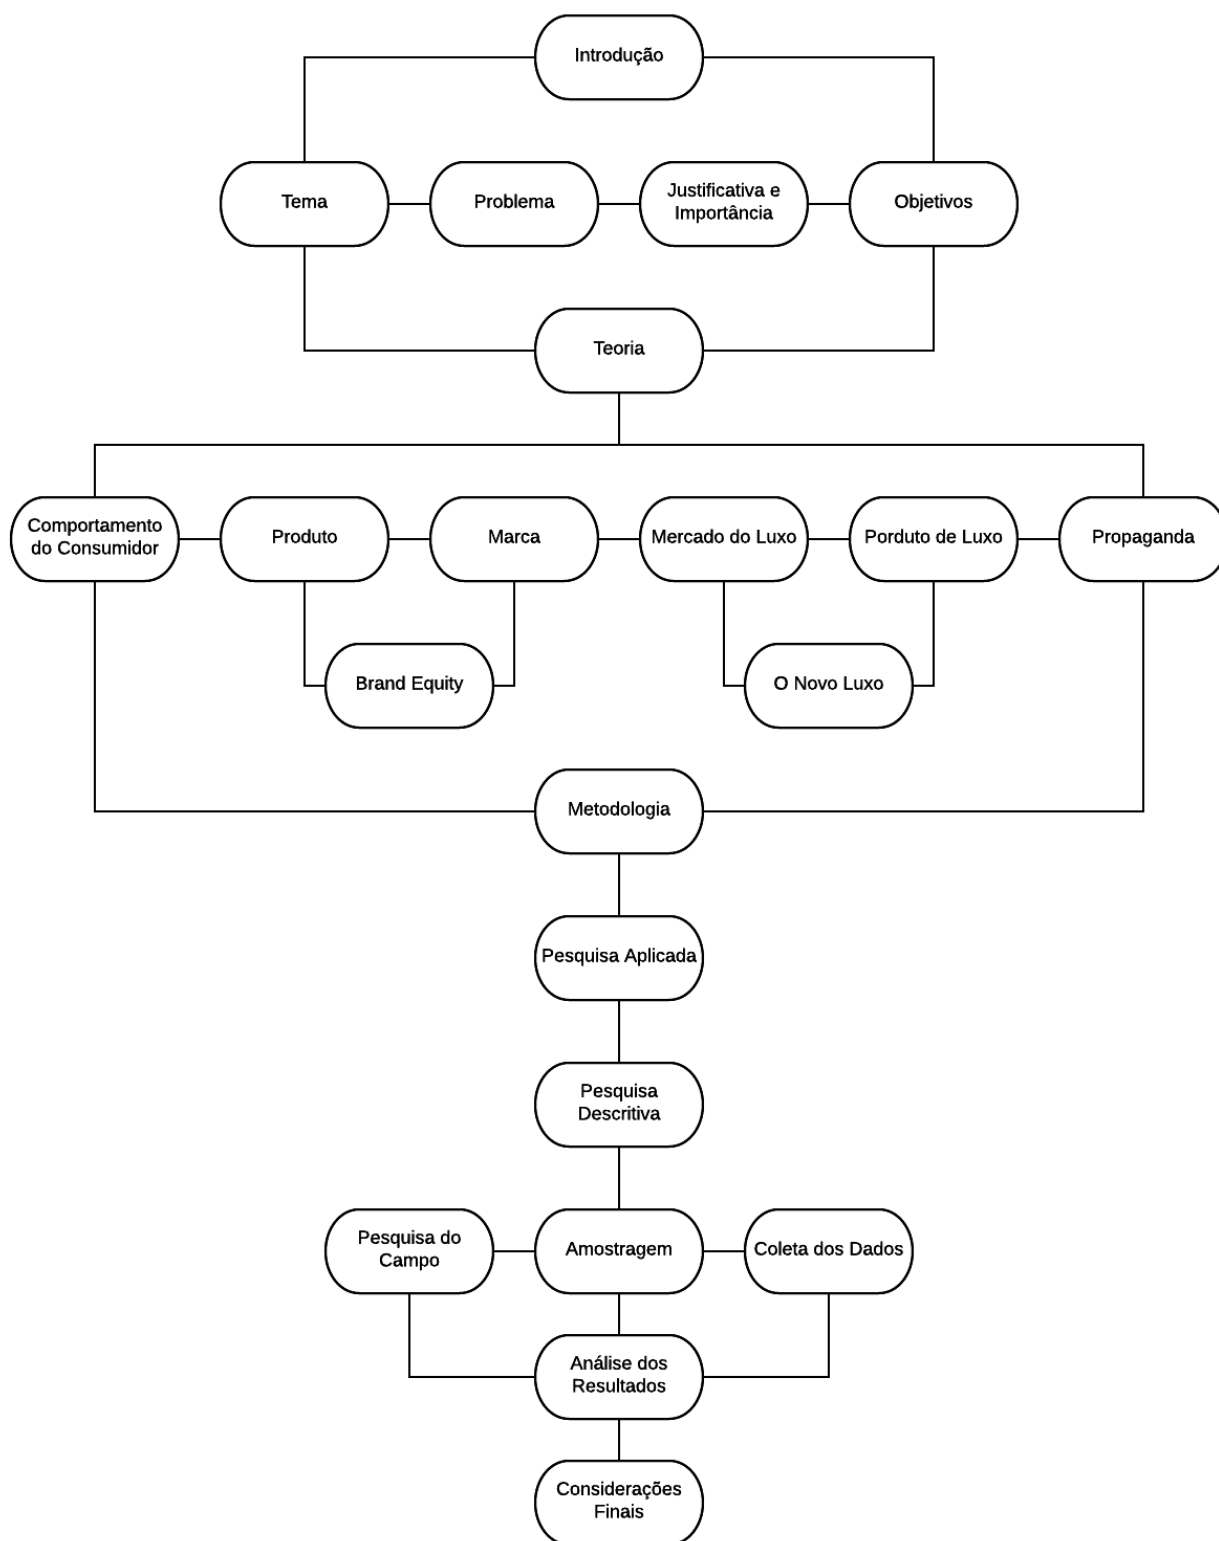 Introdução
Tema
Problema
Justificativa e
Importância
Objetivos
Teoria
Comportamento
do Consumidor
Produto
Marca
Mercado do Luxo
Porduto de Luxo
Propaganda
Brand Equity
O Novo Luxo
Metodologia
Pesquisa Aplicada
Pesquisa
Descritiva
Pesquisa do
Campo
Amostragem
Coleta dos Dados
Análise dos
Resultados
Considerações
Finais